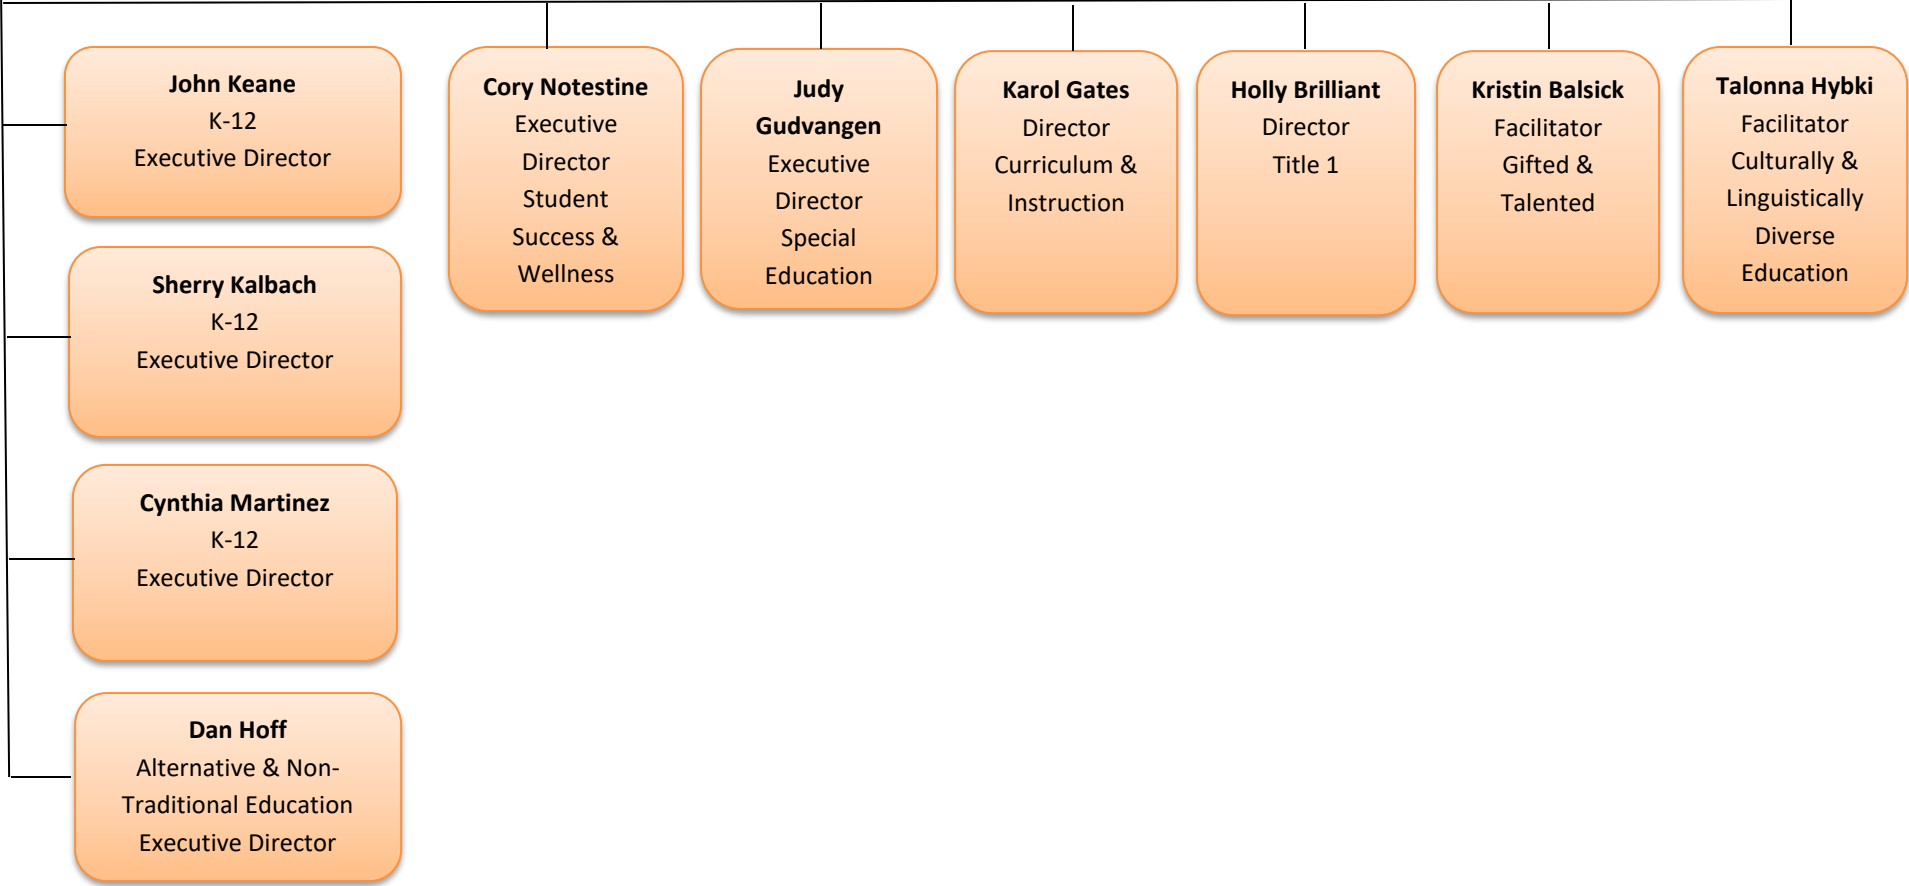 John Keane
K-12
Executive Director
Cory Notestine
Executive
Director
Student
Success &
Wellness
Judy
Gudvangen
Executive
Director
Special
Education
Karol Gates
Director
Curriculum &
Instruction
Holly Brilliant
Director
Title 1
Kristin Balsick
Facilitator
Gifted &
Talented
Talonna Hybki
Facilitator
Culturally &
Linguistically
Diverse
Education
Sherry Kalbach
K-12
Executive Director
Cynthia Martinez
K-12
Executive Director
Dan Hoff
Alternative & Non-
Traditional Education
Executive Director